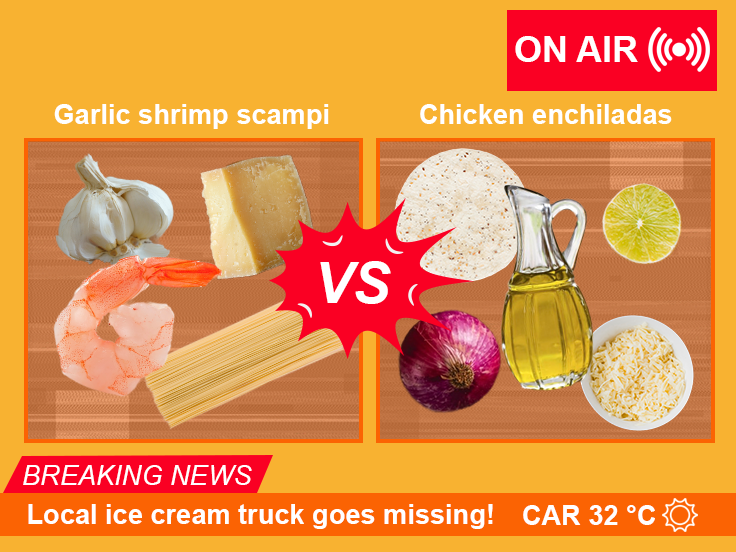 ON AIR
Garlic shrimp scampi
Chicken enchiladas
VS
BREAKING NEWS
Local ice cream truck goes missing!
CAR 32 °C